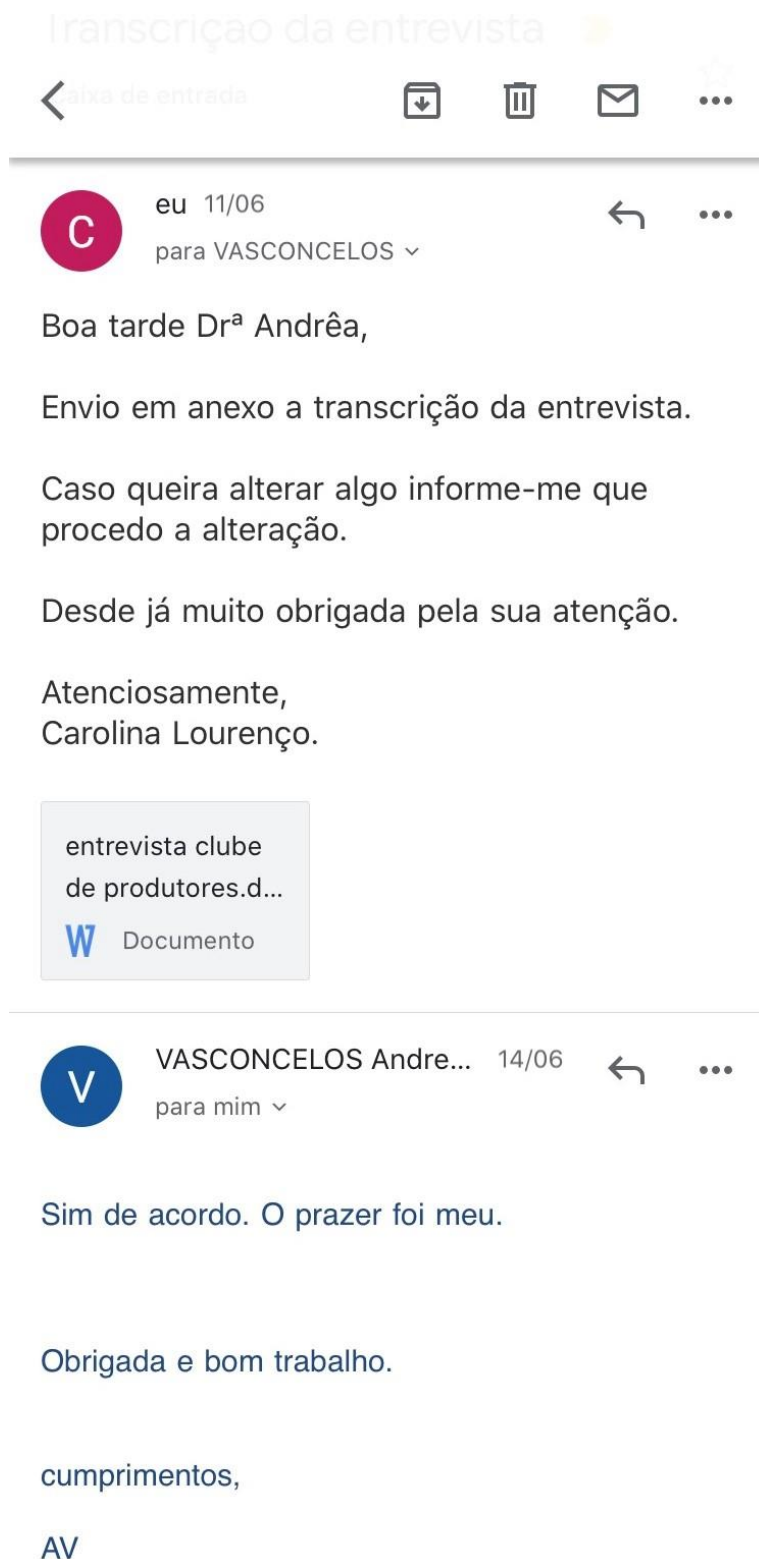 Transcrição da entrevista
Caixa de entrada
eu 11/06
para VASCONCELOS
C
Boa tarde Drª Andrêa,
Envio em anexo a transcrição da entrevista.
Caso queira alterar algo informe-me que
procedo a alteração.
Desde já muito obrigada pela sua atenção.
Atenciosamente,
Carolina Lourenço.
entrevista clube
de produtores.d...
W Documento
VASCONCELOS Andre... 14/06
V
para mim
Sim de acordo. O prazer foi meu.
Obrigada e bom trabalho.
cumprimentos,
AV